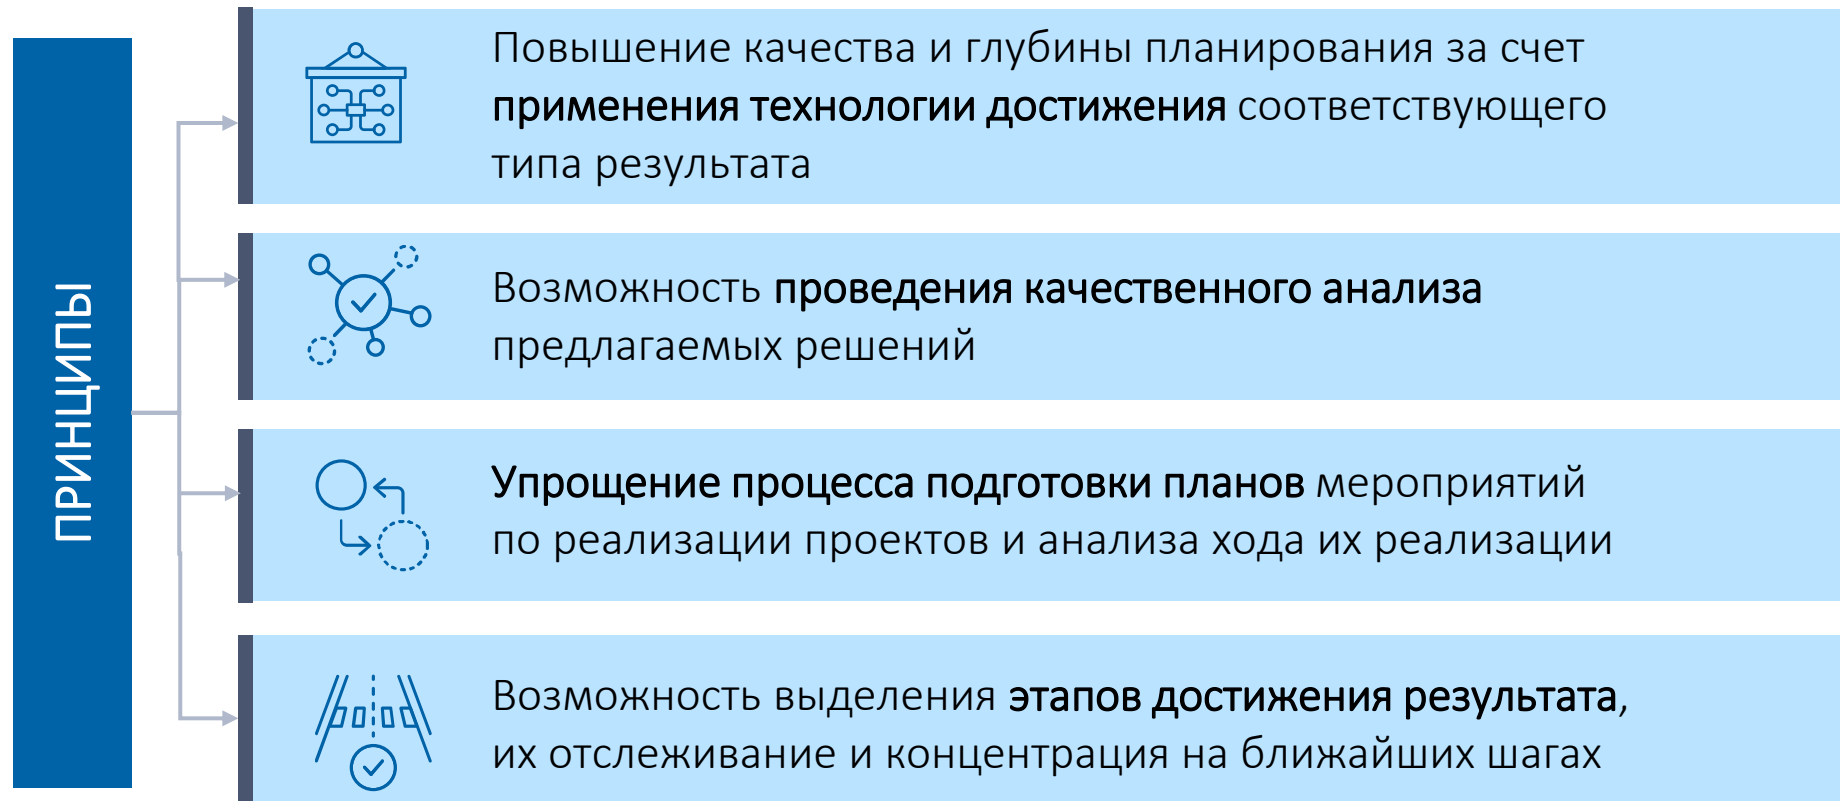 ПРИНЦИПЫ
Повышение качества и глубины планирования за счет
применения технологии достижения соответствующего
типа результата
Возможность проведения качественного анализа
предлагаемых решений
Упрощение процесса подготовки планов мероприятий
по реализации проектов и анализа хода их реализации
Возможность выделения этапов достижения результата,
их отслеживание и концентрация на ближайших шагах